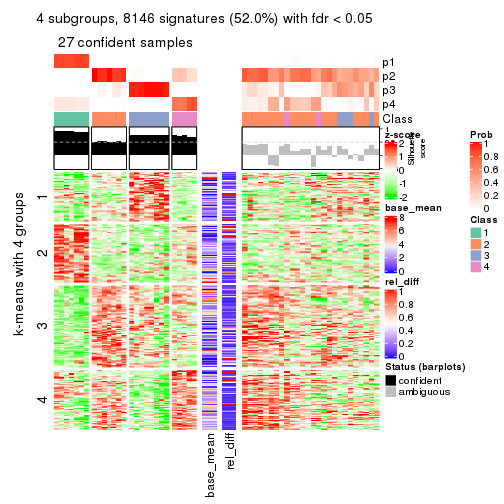 4 subgroups, 8146 signatures (52.0%) with fdr < 0.05
27 confident samples
p1
p2
p3
p4
Class
1
Silhouette
score
k-means with 4 groups
1
2
3
4
base_mean
rel_diff
z-score
2
1
0
-1
-2
base_mean
8
6
4
2
0
rel_diff
1
0.8
0.6
0.4
0.2
0
Status (barplots)
confident
ambiguous
Prob
1
0.8
0.6
0.4
0.2
0
Class
1
2
3
4